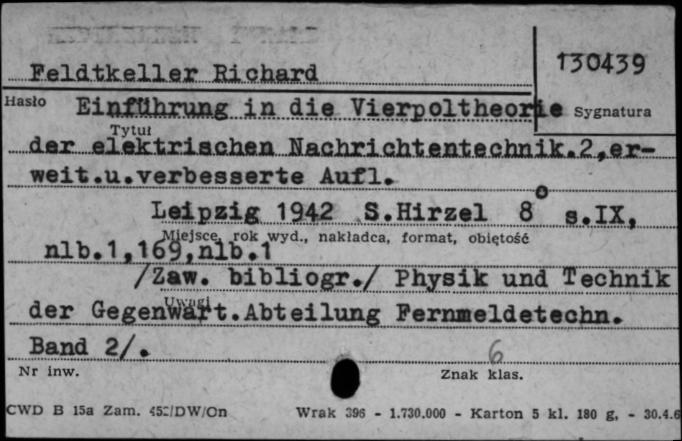 Feldtkeller Richard
130439
Hasło
Einführung in die Vierpoltheorie
Sygnatura
Tytuł
der elektrischen Nachrichtentechnik.2,er-
weit.u.verbesserte Aufl.
Leipzig 1942 S.Hirzel 8° s.IX,
Miejsce, rok wyd., nakładca, format, objętość
nlb.1,169,nlb.1
/Zaw. bibliogr./ Physik und Technik
Uwagi
der Gegenwart.Abteilung Fernmeldetechn.
Band 2/.
6
Nr inw.
Znak klas.
CWD B 15a Zam. /DW/On Wrak 396 - 1.730.000 - Karton 5 kl. 180 g, - 30.4.6